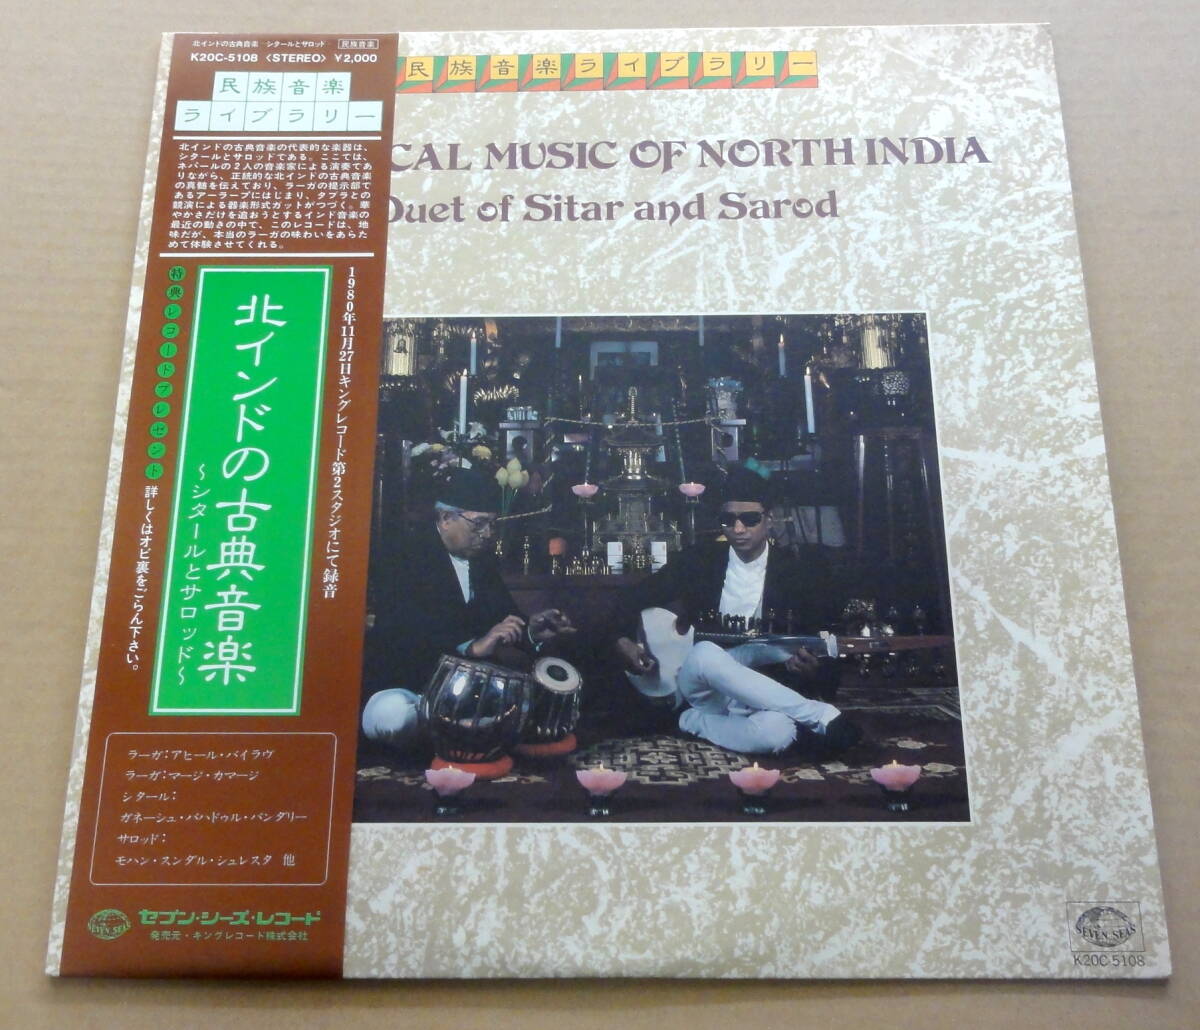 北インドの古典音楽 シタールとサロッド 民族音楽
K20C-5108 〈STEREO〉 ¥2,000
民族音楽
ライブラリー
北インドの古典音楽の代表的な楽器は、
シタールとサロッドである。ここでは、
ネパールの2人の音楽家による演奏であ
りながら、正統的な北インドの古典音楽
の真髄を伝えており、ラーガの提示部で
あるアーラープにはじまり、タブラとの
競演による器楽形式ガットがつづく。華
やかさだけを追おうとするインド音楽の
最近の動きの中で、このレコードは、地
味だが、本当のラーガの味わいをあらた
めて体験させてくれる。
1980年11月27日キングレコード第2スタジオにて録音
北インドの古典音楽
〜シタールとサロッド〜
特典レコードプレゼント 詳しくはオビ裏をごらん下さい。
ラーガ：アヒール・バイラヴ
ラーガ：マージ・カマージ
シタール：
ガネーシュ・バハドゥル・バンダリー
サロッド：
モハン・スンダル・シュレスタ 他
SEVEN SEAS
セブン・シーズ・レコード
発売元・キングレコード株式会社
民族音楽ライブラリー
CAL MUSIC OF NORTH INDIA
Duet of Sitar and Sarod
SEVEN SEAS
K20C-5108